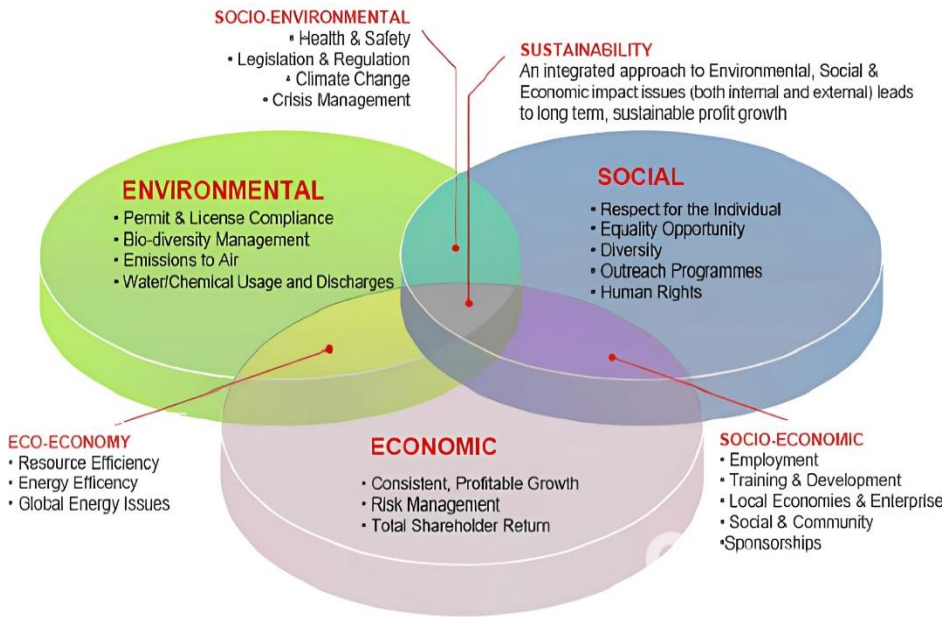 SOCIO-ENVIRONMENTAL
• Health & Safety
• Legislation & Regulation
• Climate Change
• Crisis Management
SUSTAINABILITY
An integrated approach to Environmental, Social &
Economic impact issues (both internal and external) leads
to long term, sustainable profit growth
ENVIRONMENTAL
• Permit & License Compliance
• Bio-diversity Management
• Emissions to Air
• Water/Chemical Usage and Discharges
SOCIAL
• Respect for the Individual
• Equality Opportunity
• Diversity
• Outreach Programmes
• Human Rights
ECO-ECONOMY
• Resource Efficiency
• Energy Efficency
• Global Energy Issues
ECONOMIC
• Consistent, Profitable Growth
• Risk Management
• Total Shareholder Return
SOCIO-ECONOMIC
• Employment
• Training & Development
• Local Economies & Enterprise
• Social & Community
•Sponsorships